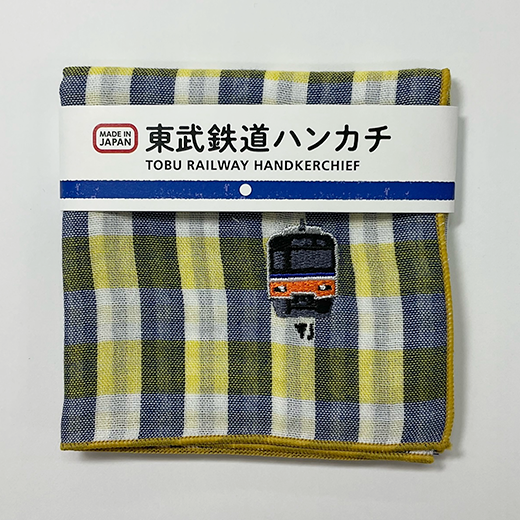 MADE IN
JAPAN
東武鉄道ハンカチ
TOBU RAILWAY HANDKERCHIEF
TJ